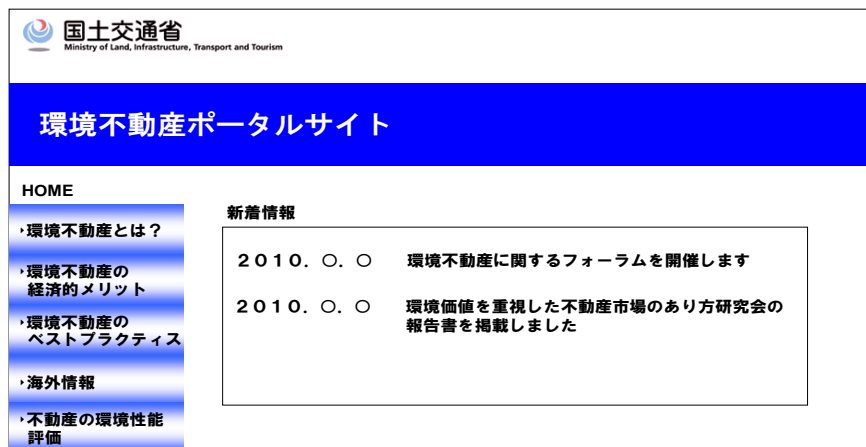 国土交通省
Ministry of Land, Infrastructure, Transport and Tourism
環境不動産ポータルサイト
HOME
環境不動産とは？
環境不動産の
経済的メリット
環境不動産の
ベストプラクティス
海外情報
不動産の環境性能
評価
新着情報
２０１０．○．○　環境不動産に関するフォーラムを開催します
２０１０．○．○　環境価値を重視した不動産市場のあり方研究会の
報告書を掲載しました